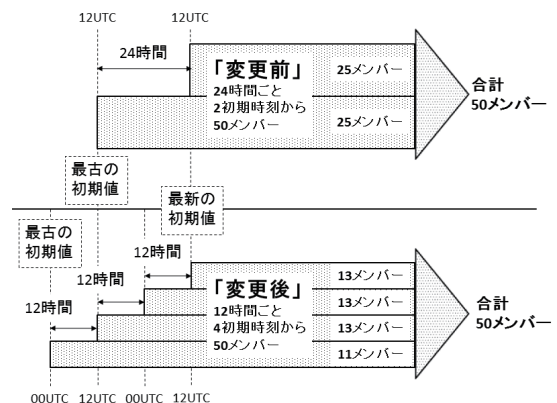 12UTC
12UTC
24時間
「変更前」
24時間ごと
2初期時刻から
50メンバー
25メンバー
25メンバー
合計
50メンバー
最古の
初期値
最新の
初期値
最古の
初期値
12時間
12時間
12時間
「変更後」
12時間ごと
4初期時刻から
50メンバー
13メンバー
13メンバー
13メンバー
11メンバー
合計
50メンバー
00UTC
12UTC
00UTC
12UTC